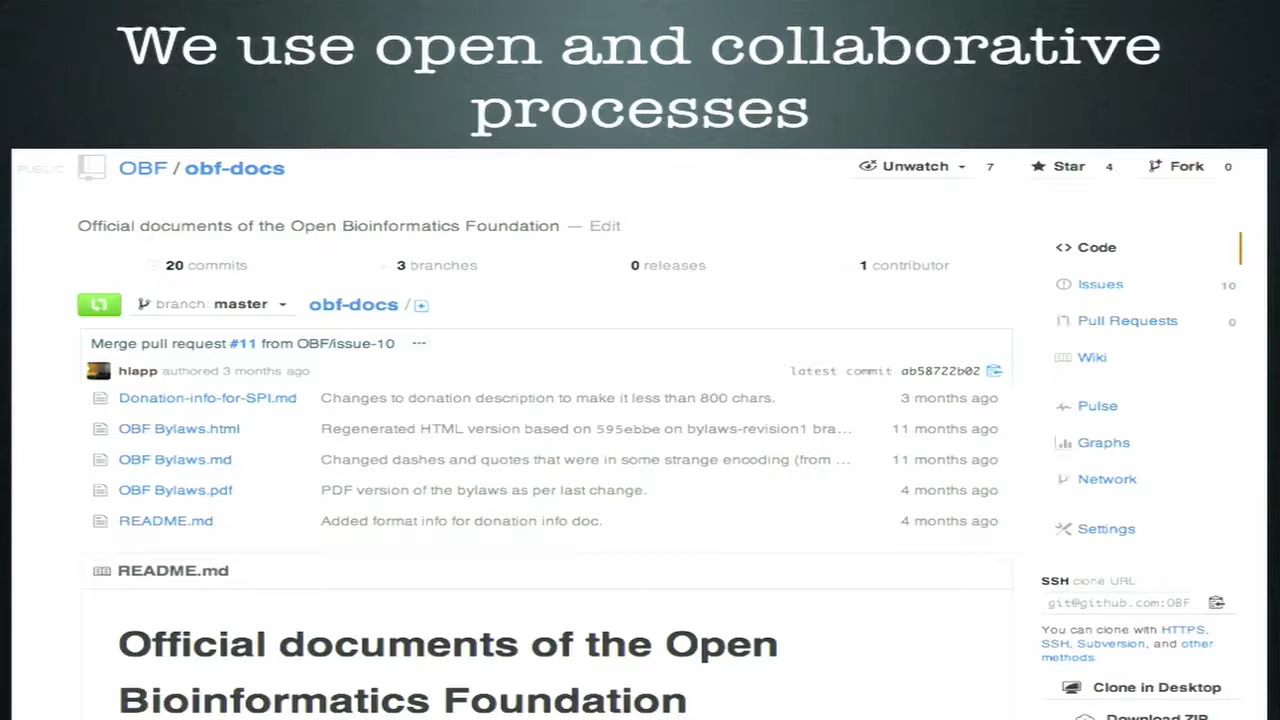 We use open and collaborative
processes
PUBLIC OBF / obf-docs Unwatch 7 Star 4 Fork 0
Official documents of the Open Bioinformatics Foundation — Edit
20 commits 3 branches 0 releases 1 contributor
branch: master obf-docs /
Merge pull request #11 from OBF/issue-10 ...
hlapp authored 3 months ago latest commit ab58722b02
Donation-info-for-SPI.md Changes to donation description to make it less than 800 chars. 3 months ago
OBF Bylaws.html Regenerated HTML version based on 595ebbe on bylaws-revision1 bra... 11 months ago
OBF Bylaws.md Changed dashes and quotes that were in some strange encoding (from ... 11 months ago
OBF Bylaws.pdf PDF version of the bylaws as per last change. 4 months ago
README.md Added format info for donation info doc. 4 months ago
README.md
Official documents of the Open
Bioinformatics Foundation
<> Code
Issues 10
Pull Requests 0
Wiki
Pulse
Graphs
Network
Settings
SSH clone URL
git@github.com:OBF
You can clone with HTTPS,
SSH, Subversion, and other
methods.
Clone in Desktop
Download ZIP